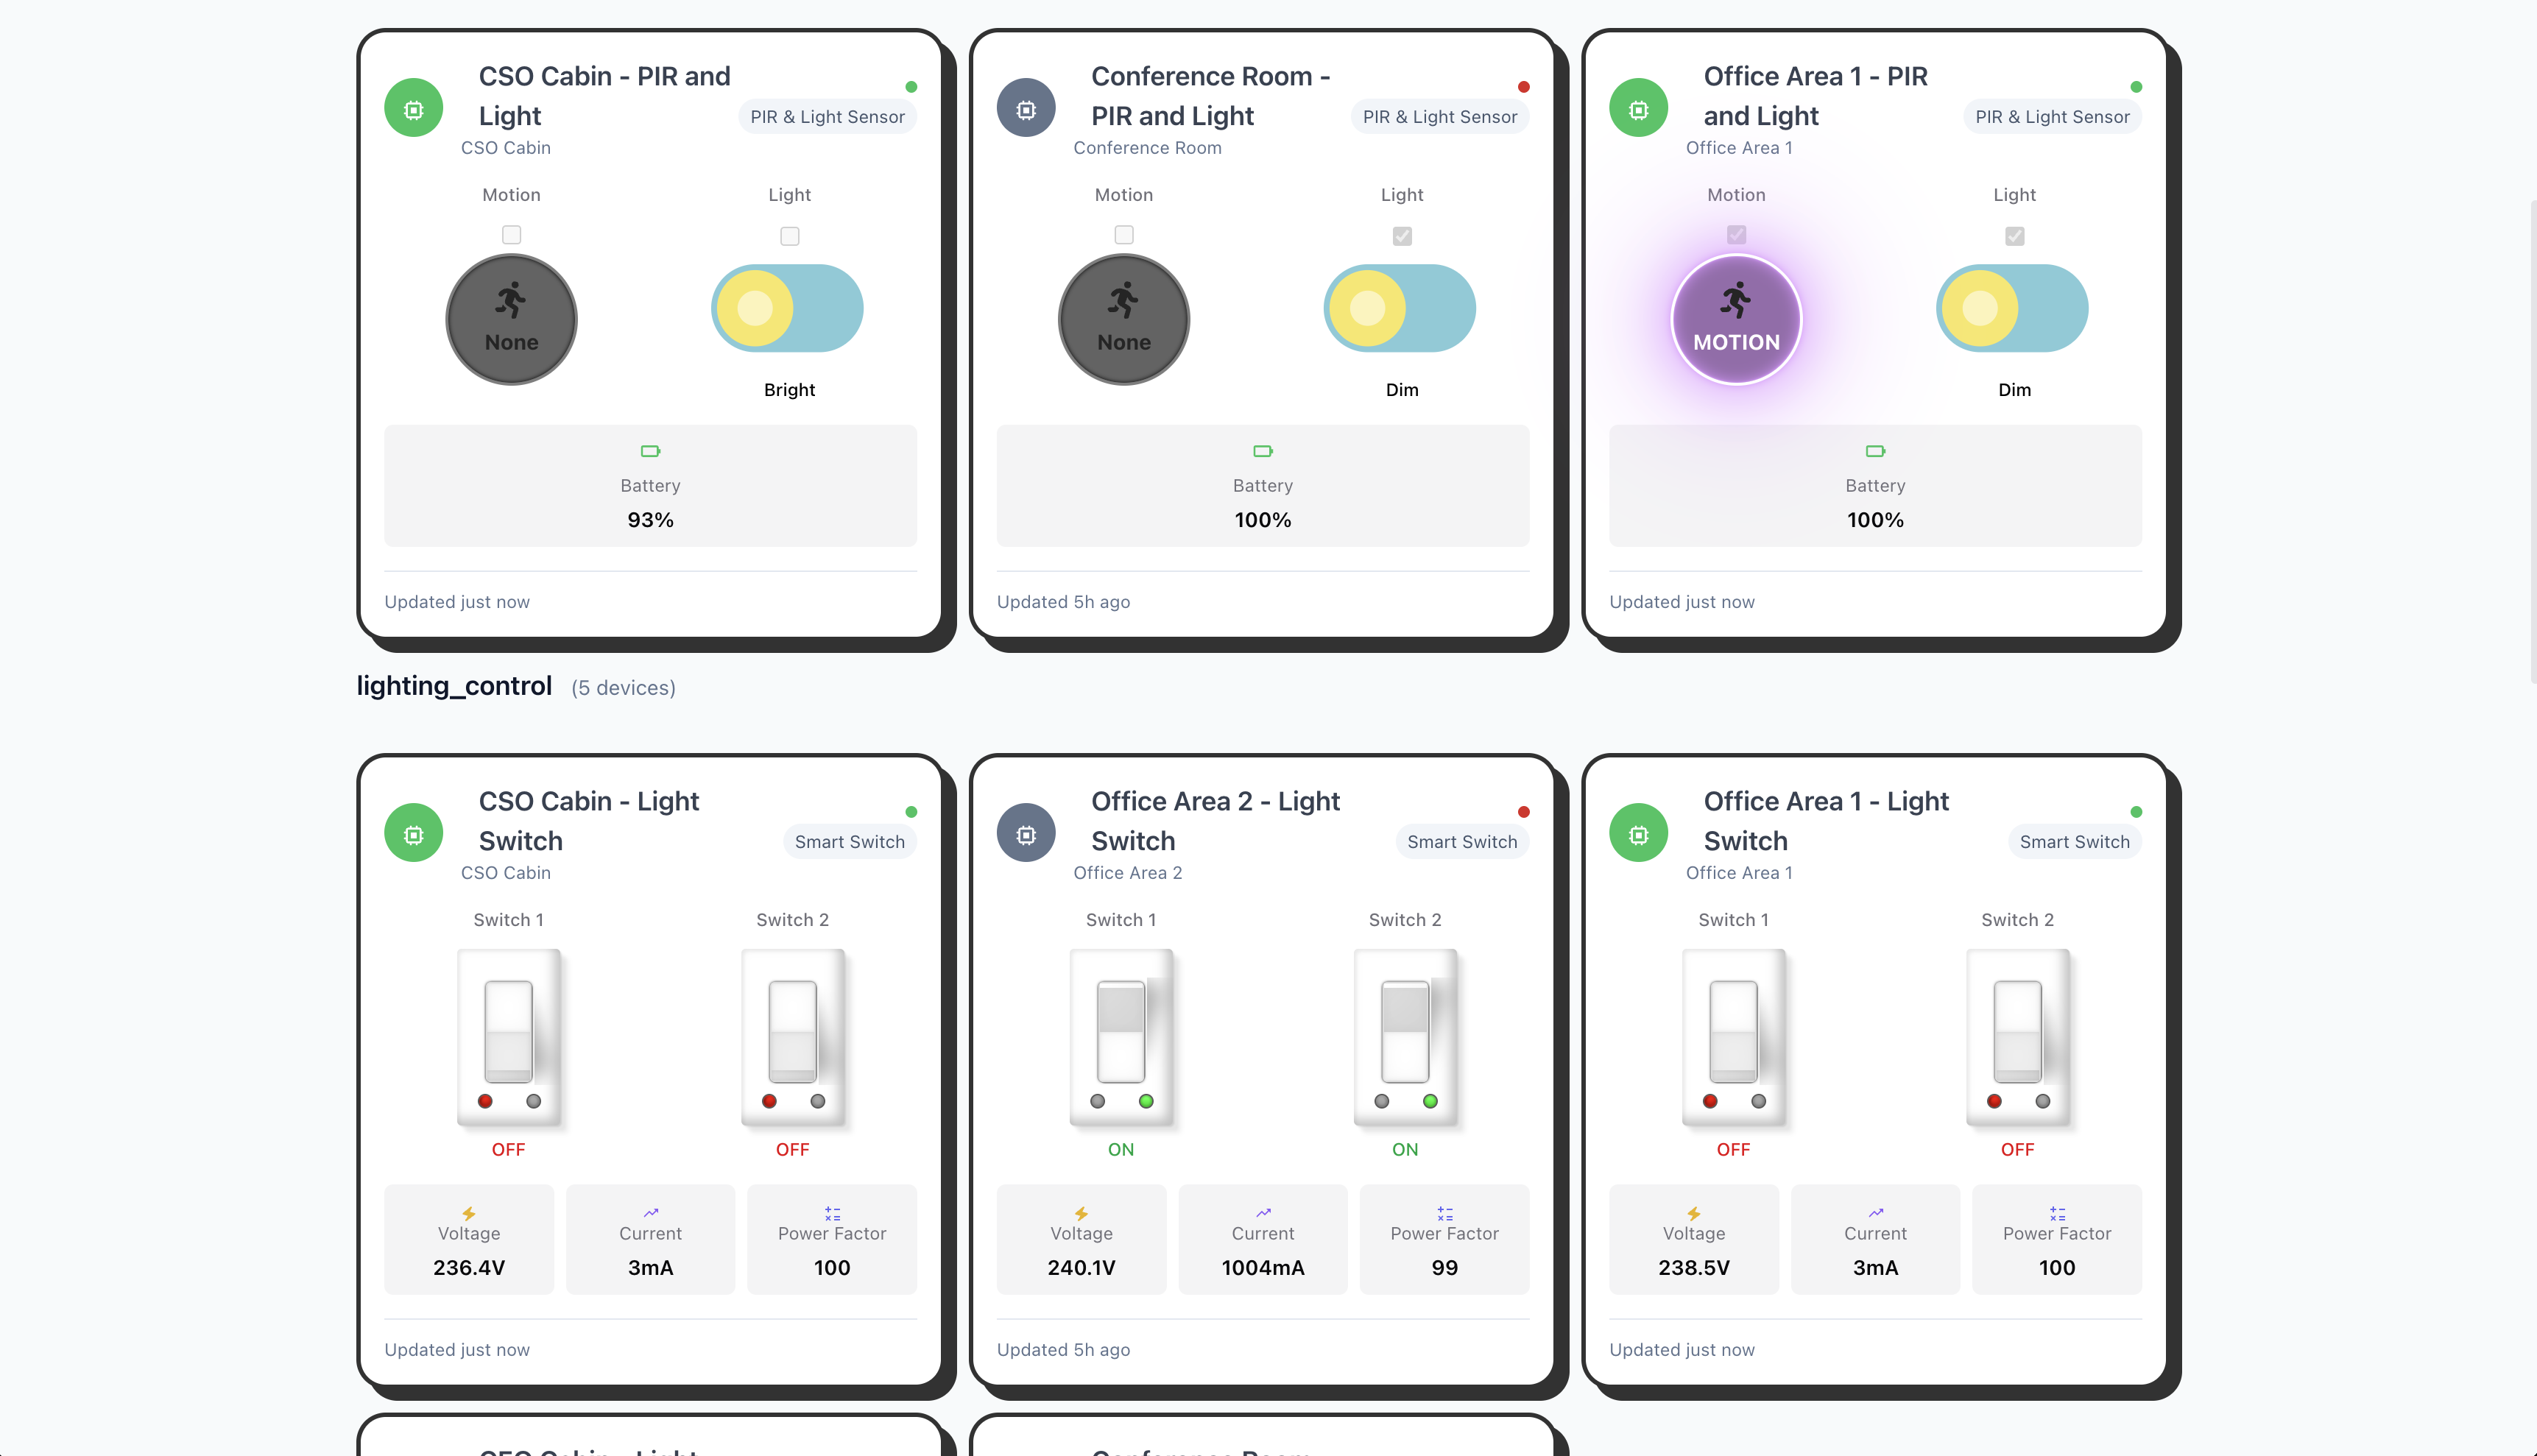 CSO Cabin - PIR and
Light
PIR & Light Sensor
CSO Cabin
Motion
Light
None
Bright
Battery
93%
Updated just now
Conference Room -
PIR and Light
PIR & Light Sensor
Conference Room
Motion
Light
None
Dim
Battery
100%
Updated 5h ago
Office Area 1 - PIR
and Light
PIR & Light Sensor
Office Area 1
Motion
Light
MOTION
Dim
Battery
100%
Updated just now
lighting_control (5 devices)
CSO Cabin - Light
Switch
Smart Switch
CSO Cabin
Switch 1
Switch 2
OFF
OFF
Voltage
236.4V
Current
3mA
Power Factor
100
Updated just now
Office Area 2 - Light
Switch
Smart Switch
Office Area 2
Switch 1
Switch 2
ON
ON
Voltage
240.1V
Current
1004mA
Power Factor
99
Updated 5h ago
Office Area 1 - Light
Switch
Smart Switch
Office Area 1
Switch 1
Switch 2
OFF
OFF
Voltage
238.5V
Current
3mA
Power Factor
100
Updated just now
Conference Room